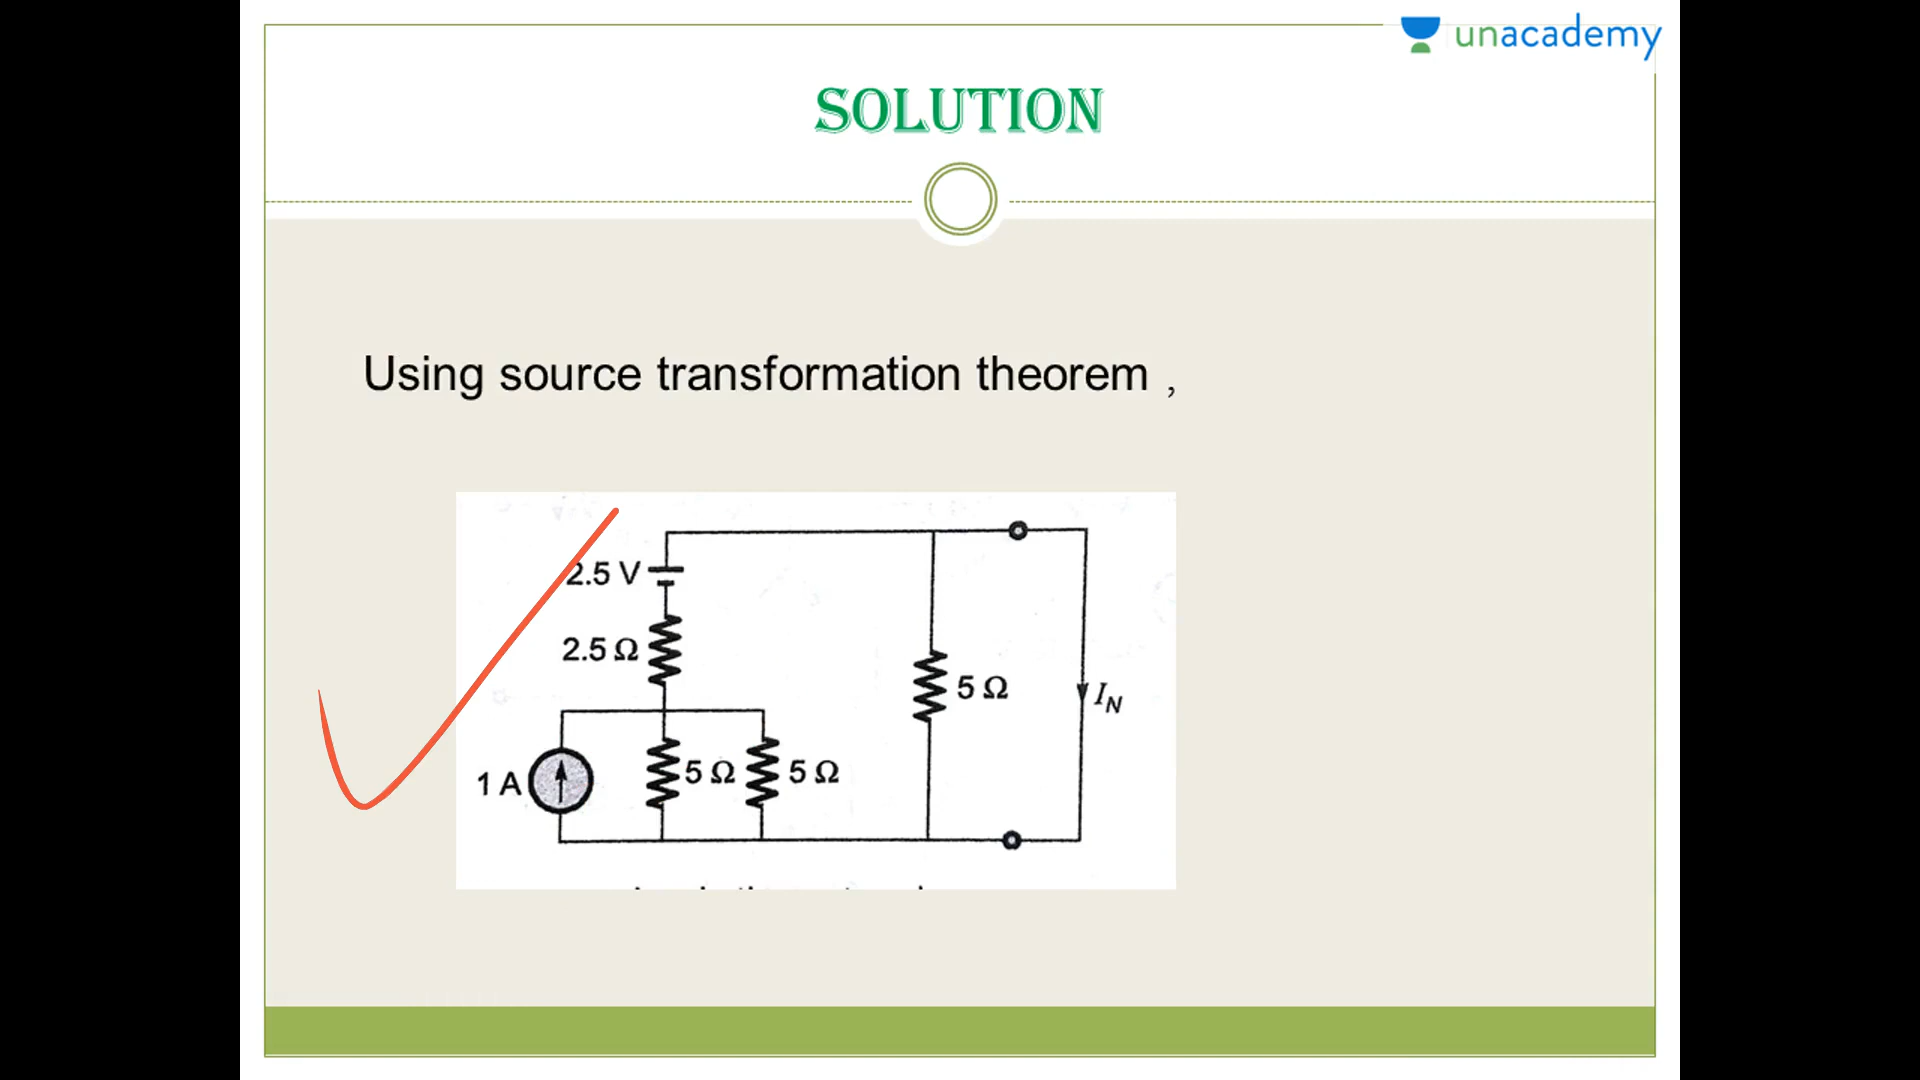 unacademy
SOLUTION
Using source transformation theorem ,
2.5 V
2.5 Ω
5 Ω
I_N
1 A
5 Ω
5 Ω